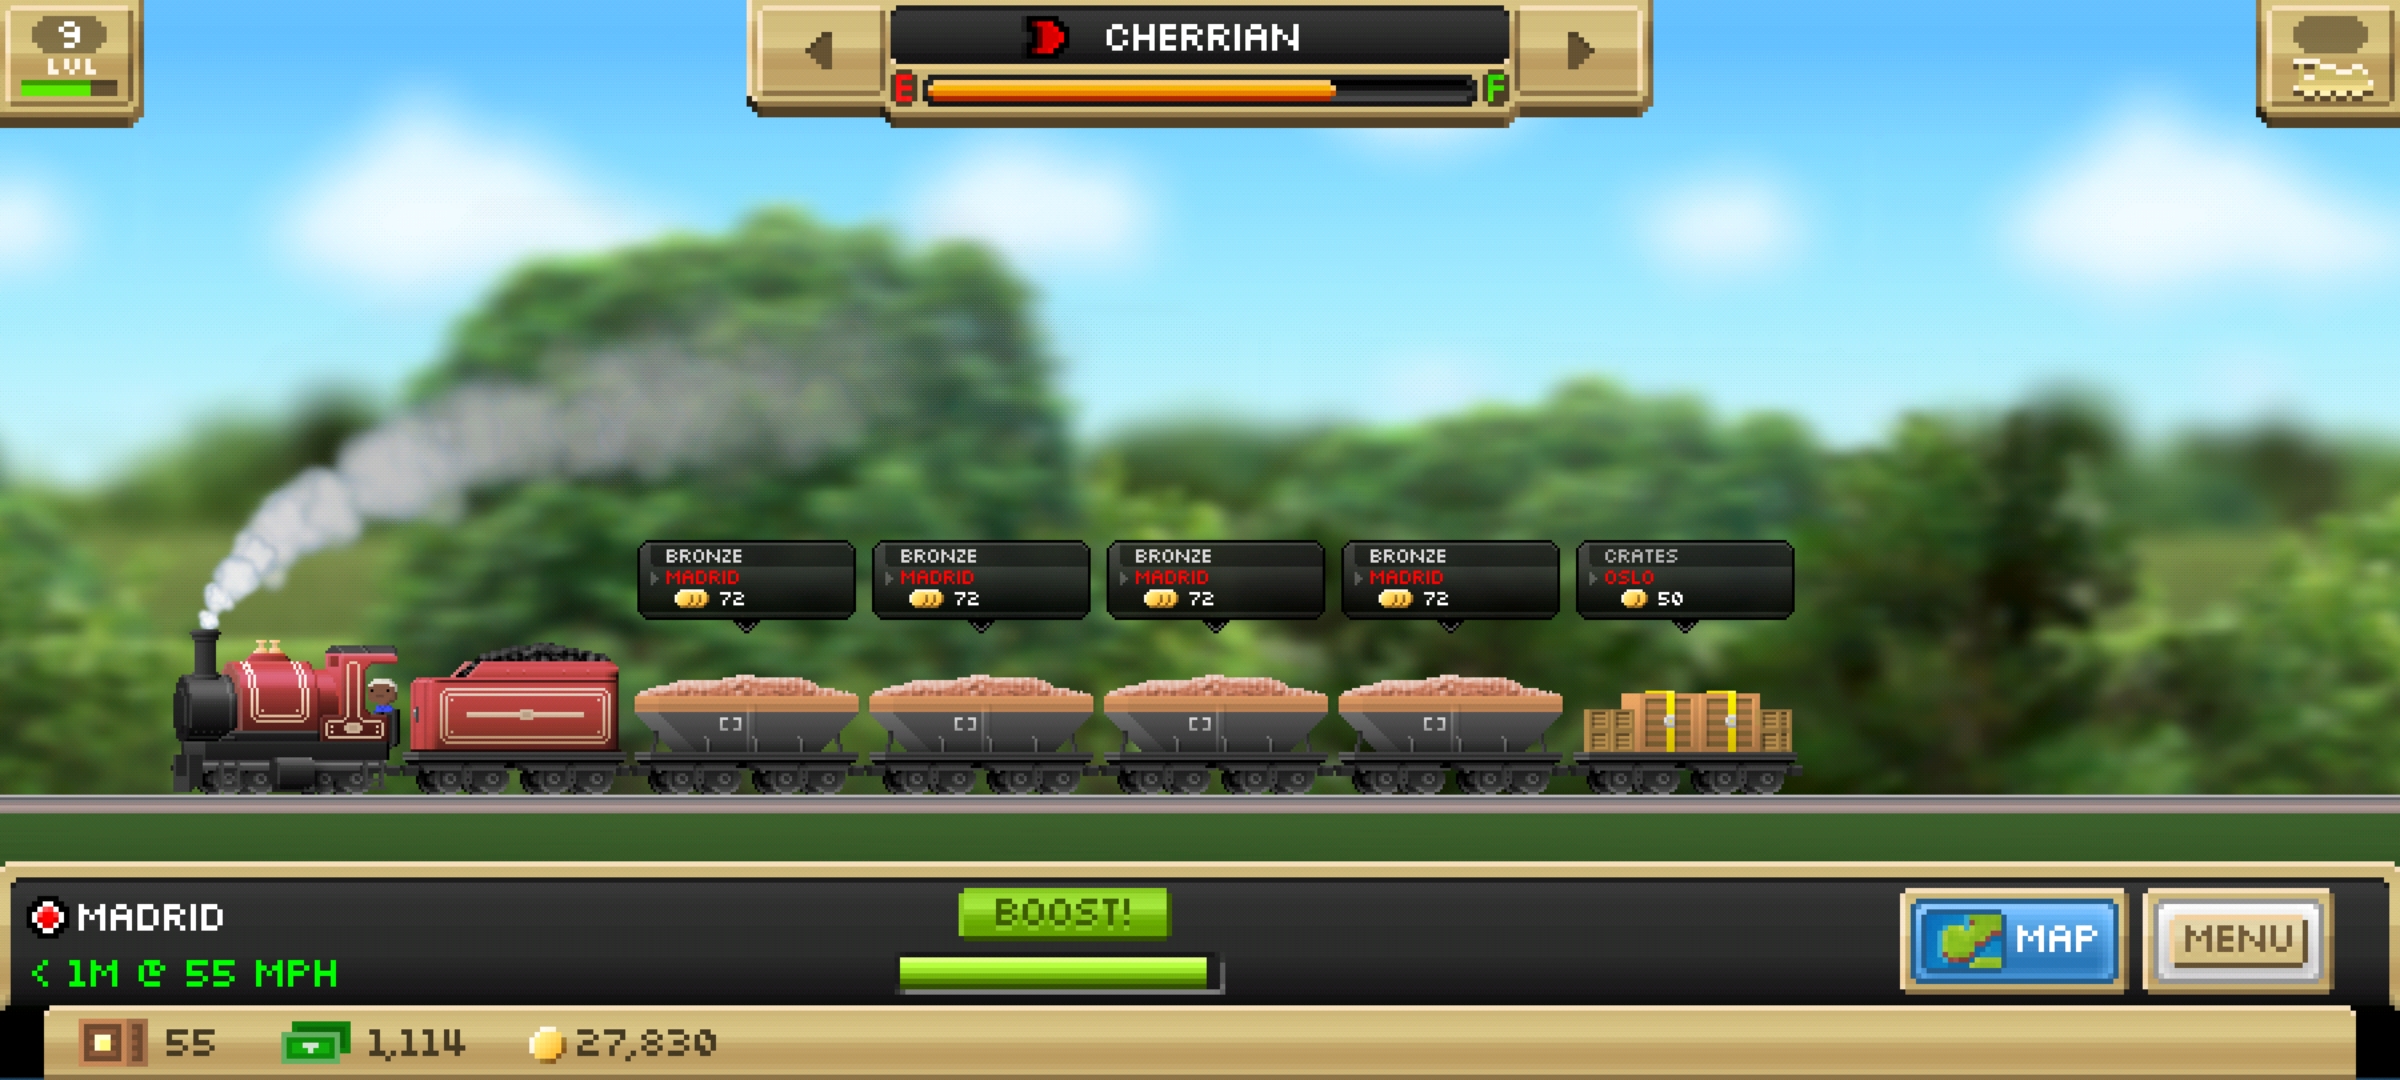 9
LVL
CHERRIAN
E
F
BRONZE
MADRID
72
BRONZE
MADRID
72
BRONZE
MADRID
72
BRONZE
MADRID
72
CRATES
OSLO
50
MADRID
BOOST!
< 1M @ 55 MPH
MAP
MENU
55
1,114
27,830